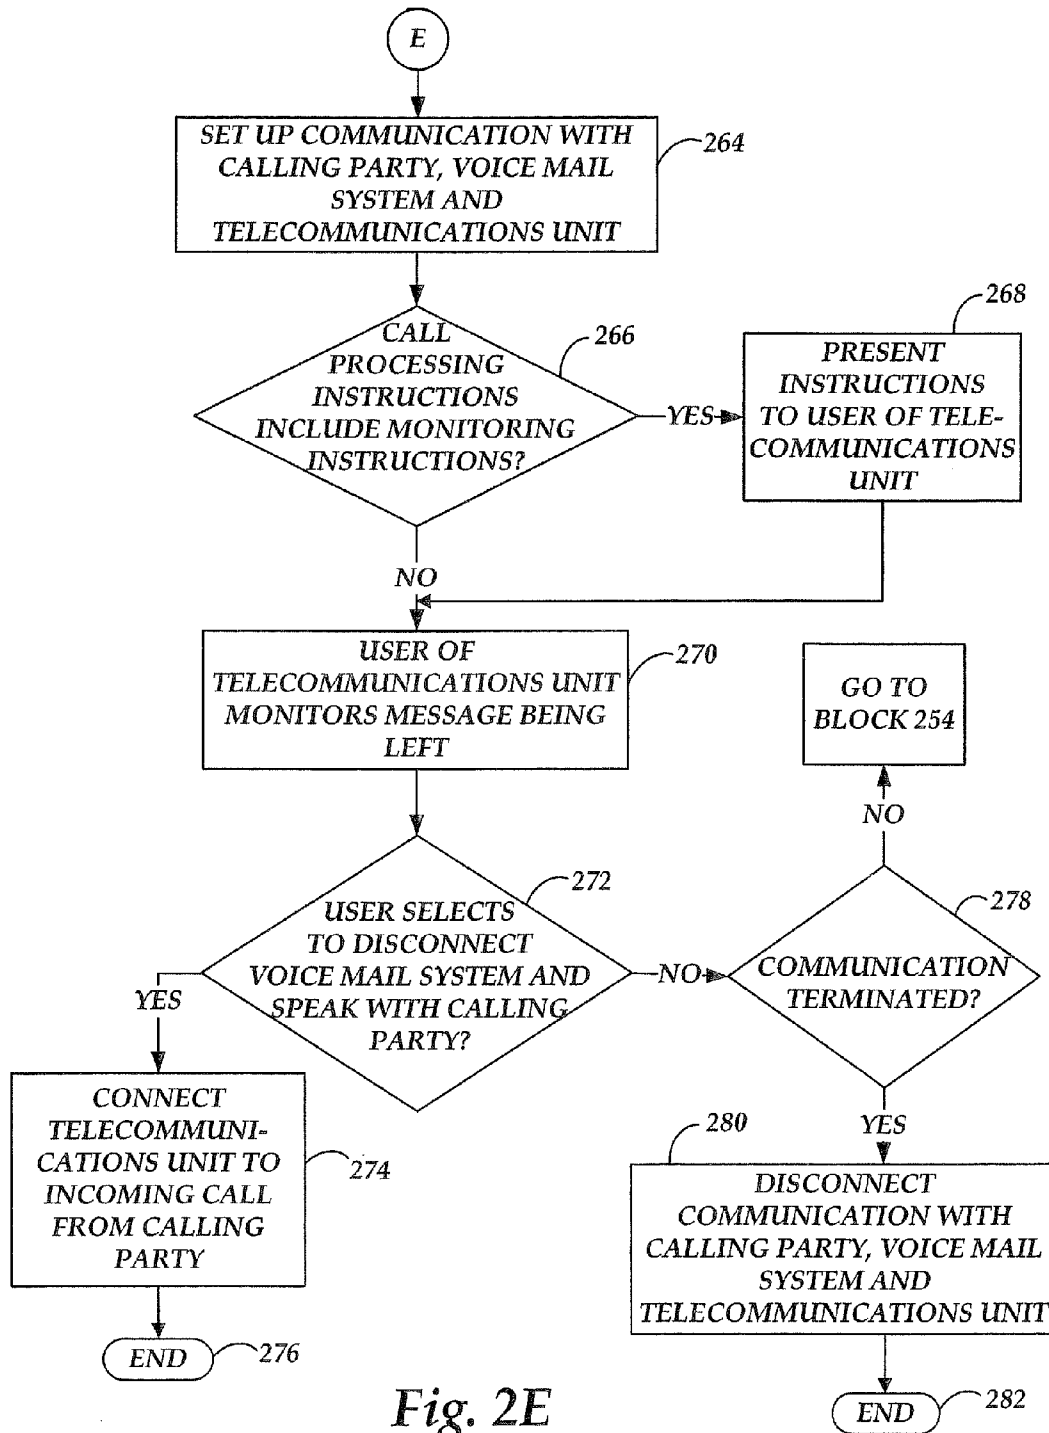 E
SET UP COMMUNICATION WITH
CALLING PARTY, VOICE MAIL
SYSTEM AND
TELECOMMUNICATIONS UNIT
264
CALL
PROCESSING
INSTRUCTIONS
INCLUDE MONITORING
INSTRUCTIONS?
266
YES
268
PRESENT
INSTRUCTIONS
TO USER OF TELE-
COMMUNICATIONS
UNIT
NO
USER OF
TELECOMMUNICATIONS UNIT
MONITORS MESSAGE BEING
LEFT
270
GO TO
BLOCK 254
NO
272
USER SELECTS
TO DISCONNECT
VOICE MAIL SYSTEM AND
SPEAK WITH CALLING
PARTY?
NO
278
COMMUNICATION
TERMINATED?
YES
CONNECT
TELECOMMUNI-
CATIONS UNIT TO
INCOMING CALL
FROM CALLING
PARTY
274
YES
280
DISCONNECT
COMMUNICATION WITH
CALLING PARTY, VOICE MAIL
SYSTEM AND
TELECOMMUNICATIONS UNIT
END
276
END
282
Fig. 2E